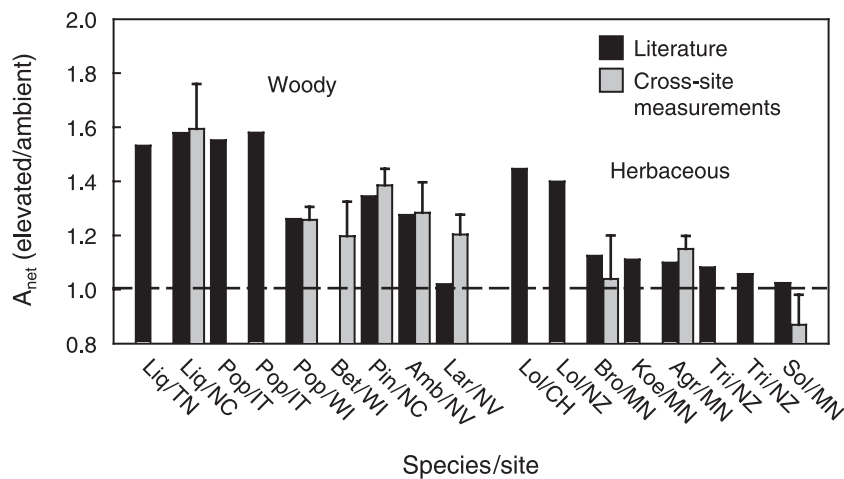 2.0
1.8
1.6
1.4
1.2
1.0
0.8
A_net (elevated/ambient)
Woody
Literature
Cross-site
measurements
Herbaceous
Liq/TN
Liq/NC
Pop/IT
Pop/IT
Pop/WI
Bet/WI
Pin/NC
Amb/NV
Lar/NV
Lol/CH
Lol/NZ
Bro/MN
Koe/MN
Agr/MN
Tri/NZ
Tri/NZ
Sol/MN
Species/site